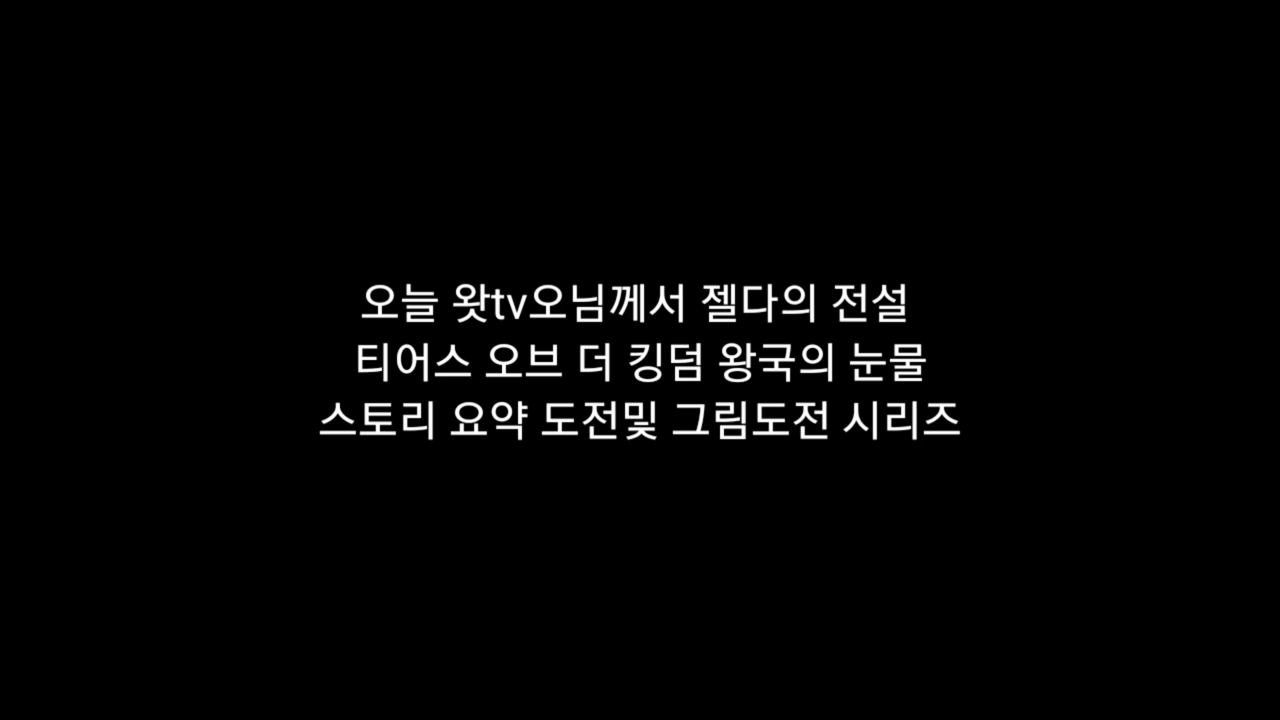 오늘 왓tv오님께서 젤다의 전설
티어스 오브 더 킹덤 왕국의 눈물
스토리 요약 도전및 그림도전 시리즈